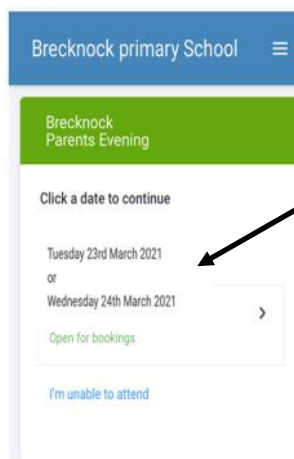 Brecknock primary School
Brecknock
Parents Evening
Click a date to continue
Tuesday 23rd March 2021
or
Wednesday 24th March 2021
Open for bookings
I'm unable to attend